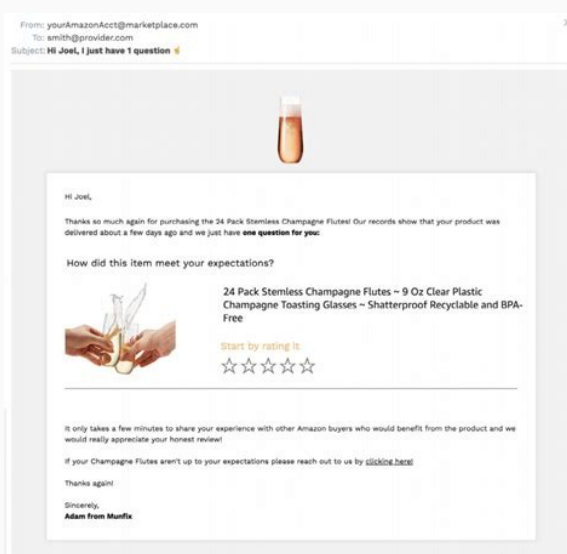 From: yourAmazonAcct@marketplace.com
To: smith@provider.com
Subject: Hi Joel, I just have 1 question ☝
Hi Joel,
Thanks so much again for purchasing the 24 Pack Stemless Champagne Flutes! Our records show that your product was
delivered about a few days ago and we just have one question for you:
How did this item meet your expectations?
24 Pack Stemless Champagne Flutes ~ 9 Oz Clear Plastic
Champagne Toasting Glasses ~ Shatterproof Recyclable and BPA-
Free
Start by rating it
It only takes a few minutes to share your experience with other Amazon buyers who would benefit from the product and we
would really appreciate your honest review!
If your Champagne Flutes aren't up to your expectations please reach out to us by clicking here!
Thanks again!
Sincerely,
Adam from Munfix